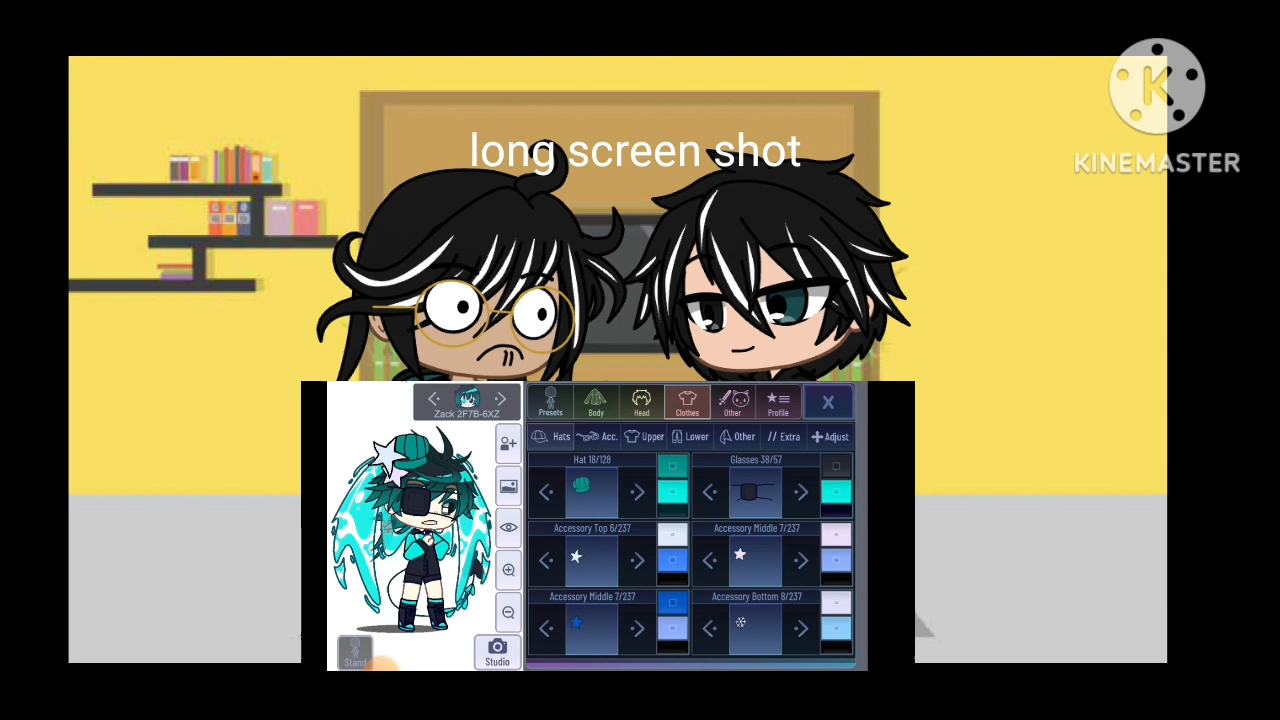 long screen shot
KINEMASTER
Zack 2F7B-6XZ
Presets
Body
Head
Clothes
Other
Profile
X
Hats
Acc.
Upper
Lower
Other
Extra
Adjust
Hat 18/128
Glasses 38/57
Accessory Top 6/237
Accessory Middle 7/237
Accessory Middle 7/237
Accessory Bottom 8/237
Stand
Studio